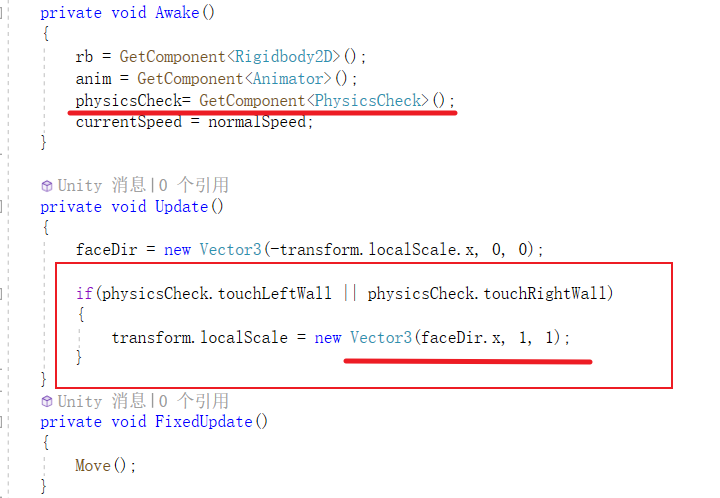 private void Awake()
{
rb = GetComponent<Rigidbody2D>();
anim = GetComponent<Animator>();
physicsCheck= GetComponent<PhysicsCheck>();
currentSpeed = normalSpeed;
}
Unity 消息|0 个引用
private void Update()
{
faceDir = new Vector3(-transform.localScale.x, 0, 0);
if(physicsCheck.touchLeftWall || physicsCheck.touchRightWall)
{
transform.localScale = new Vector3(faceDir.x, 1, 1);
}
}
Unity 消息|0 个引用
private void FixedUpdate()
{
Move();
}